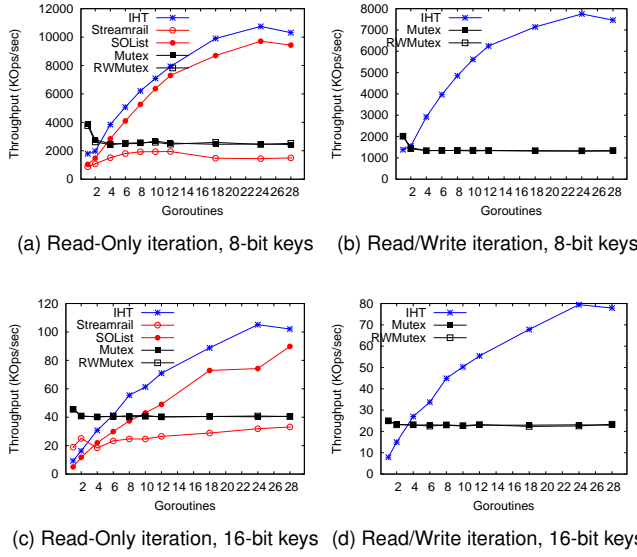 12000
10000
8000
6000
4000
2000
0
Throughput (KOps/sec)
IHT
Streamrail
SOList
Mutex
RWMutex
2 4 6 8 10 12 14 16 18 20 22 24 26 28
Goroutines
(a) Read-Only iteration, 8-bit keys
8000
7000
6000
5000
4000
3000
2000
1000
0
Throughput (KOps/sec)
IHT
Mutex
RWMutex
2 4 6 8 10 12 14 16 18 20 22 24 26 28
Goroutines
(b) Read/Write iteration, 8-bit keys
120
100
80
60
40
20
0
Throughput (KOps/sec)
IHT
Streamrail
SOList
Mutex
RWMutex
2 4 6 8 10 12 14 16 18 20 22 24 26 28
Goroutines
(c) Read-Only iteration, 16-bit keys
80
70
60
50
40
30
20
10
0
Throughput (KOps/sec)
IHT
Mutex
RWMutex
2 4 6 8 10 12 14 16 18 20 22 24 26 28
Goroutines
(d) Read/Write iteration, 16-bit keys